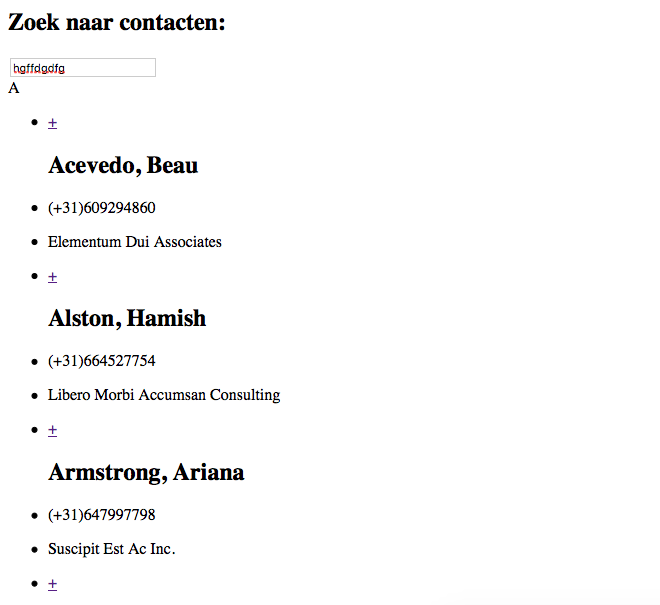 Zoek naar contacten:
hgffdgdfg
A
+
Acevedo, Beau
(+31)609294860
Elementum Dui Associates
+
Alston, Hamish
(+31)664527754
Libero Morbi Accumsan Consulting
+
Armstrong, Ariana
(+31)647997798
Suscipit Est Ac Inc.
+